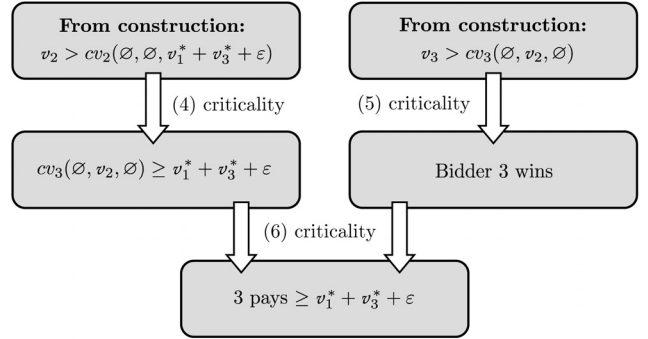 From construction:
v₂ > cv₂(∅, ∅, v₁* + v₃* + ε)
From construction:
v₃ > cv₃(∅, v₂, ∅)
(4) criticality
(5) criticality
cv₃(∅, v₂, ∅) ≥ v₁* + v₃* + ε
Bidder 3 wins
(6) criticality
3 pays ≥ v₁* + v₃* + ε